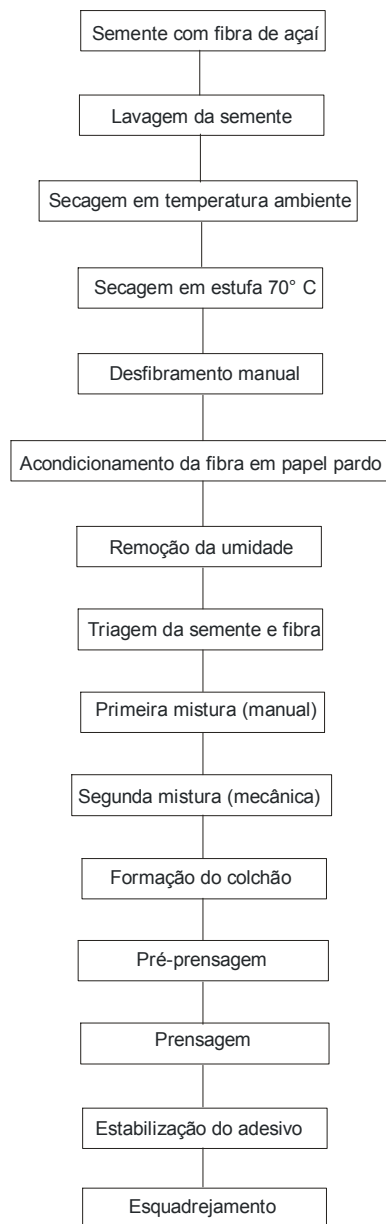 Semente com fibra de açaí
Lavagem da semente
Secagem em temperatura ambiente
Secagem em estufa 70° C
Desfibramento manual
Acondicionamento da fibra em papel pardo
Remoção da umidade
Triagem da semente e fibra
Primeira mistura (manual)
Segunda mistura (mecânica)
Formação do colchão
Pré-prensagem
Prensagem
Estabilização do adesivo
Esquadrejamento